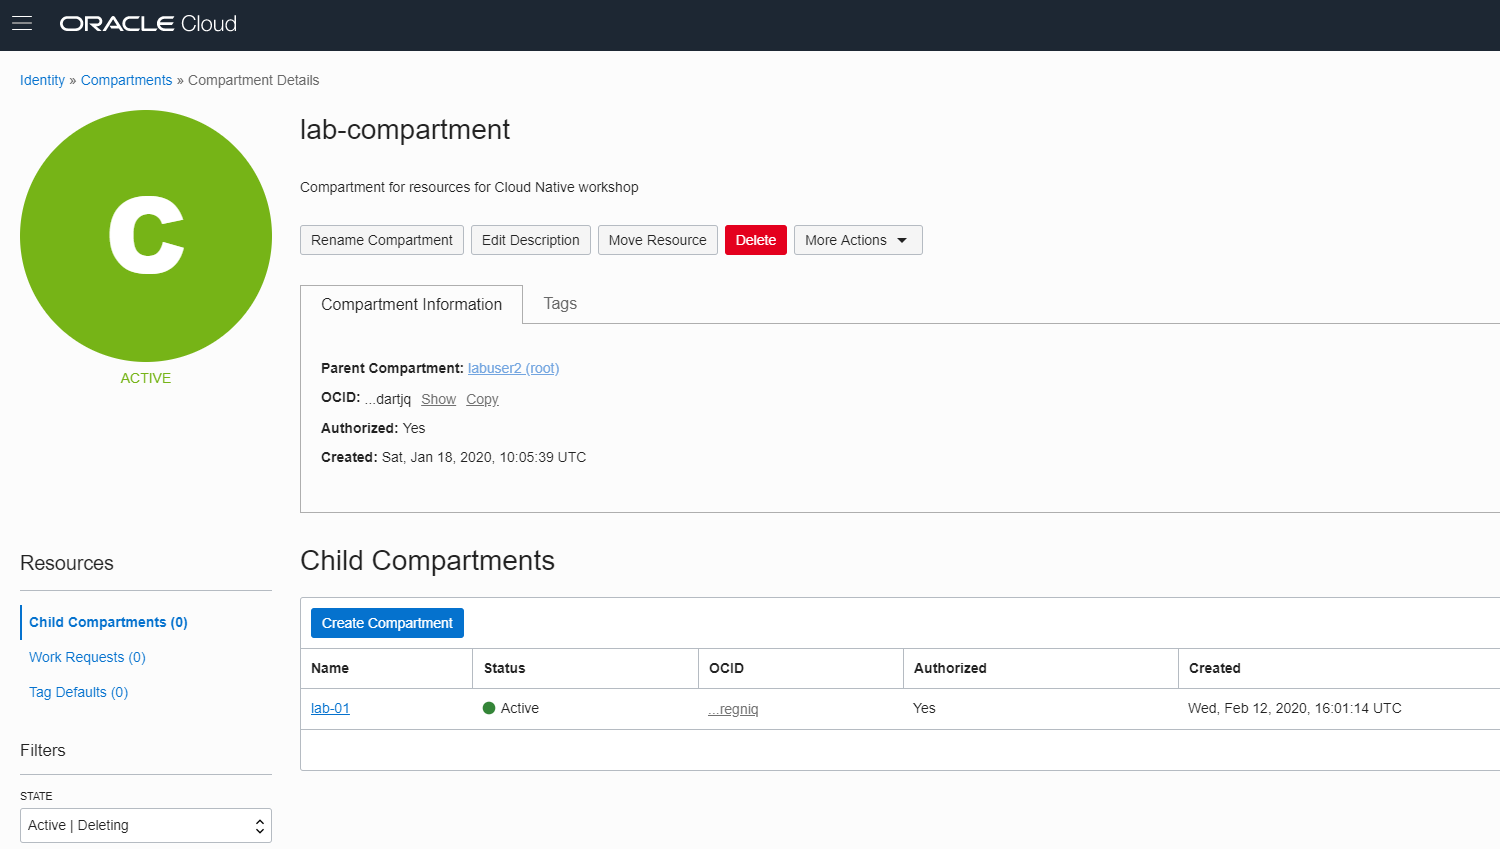 ORACLE Cloud
Identity » Compartments » Compartment Details
C
ACTIVE
lab-compartment
Compartment for resources for Cloud Native workshop
Rename Compartment Edit Description Move Resource Delete More Actions
Compartment Information Tags
Parent Compartment: labuser2 (root)
OCID: ...dartjq Show Copy
Authorized: Yes
Created: Sat, Jan 18, 2020, 10:05:39 UTC
Resources
Child Compartments (0)
Work Requests (0)
Tag Defaults (0)
Filters
STATE
Active | Deleting
Child Compartments
Create Compartment
Name Status OCID Authorized Created
lab-01 Active ...regniq Yes Wed, Feb 12, 2020, 16:01:14 UTC